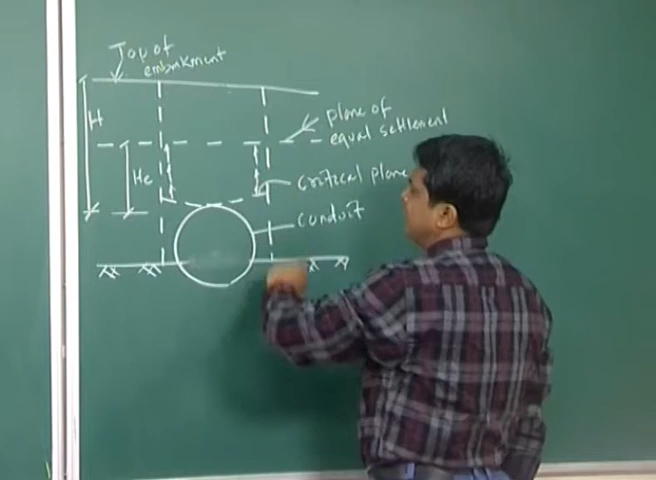 Top of
embankment
H
plane of
equal settlement
He
critical plane
conduit